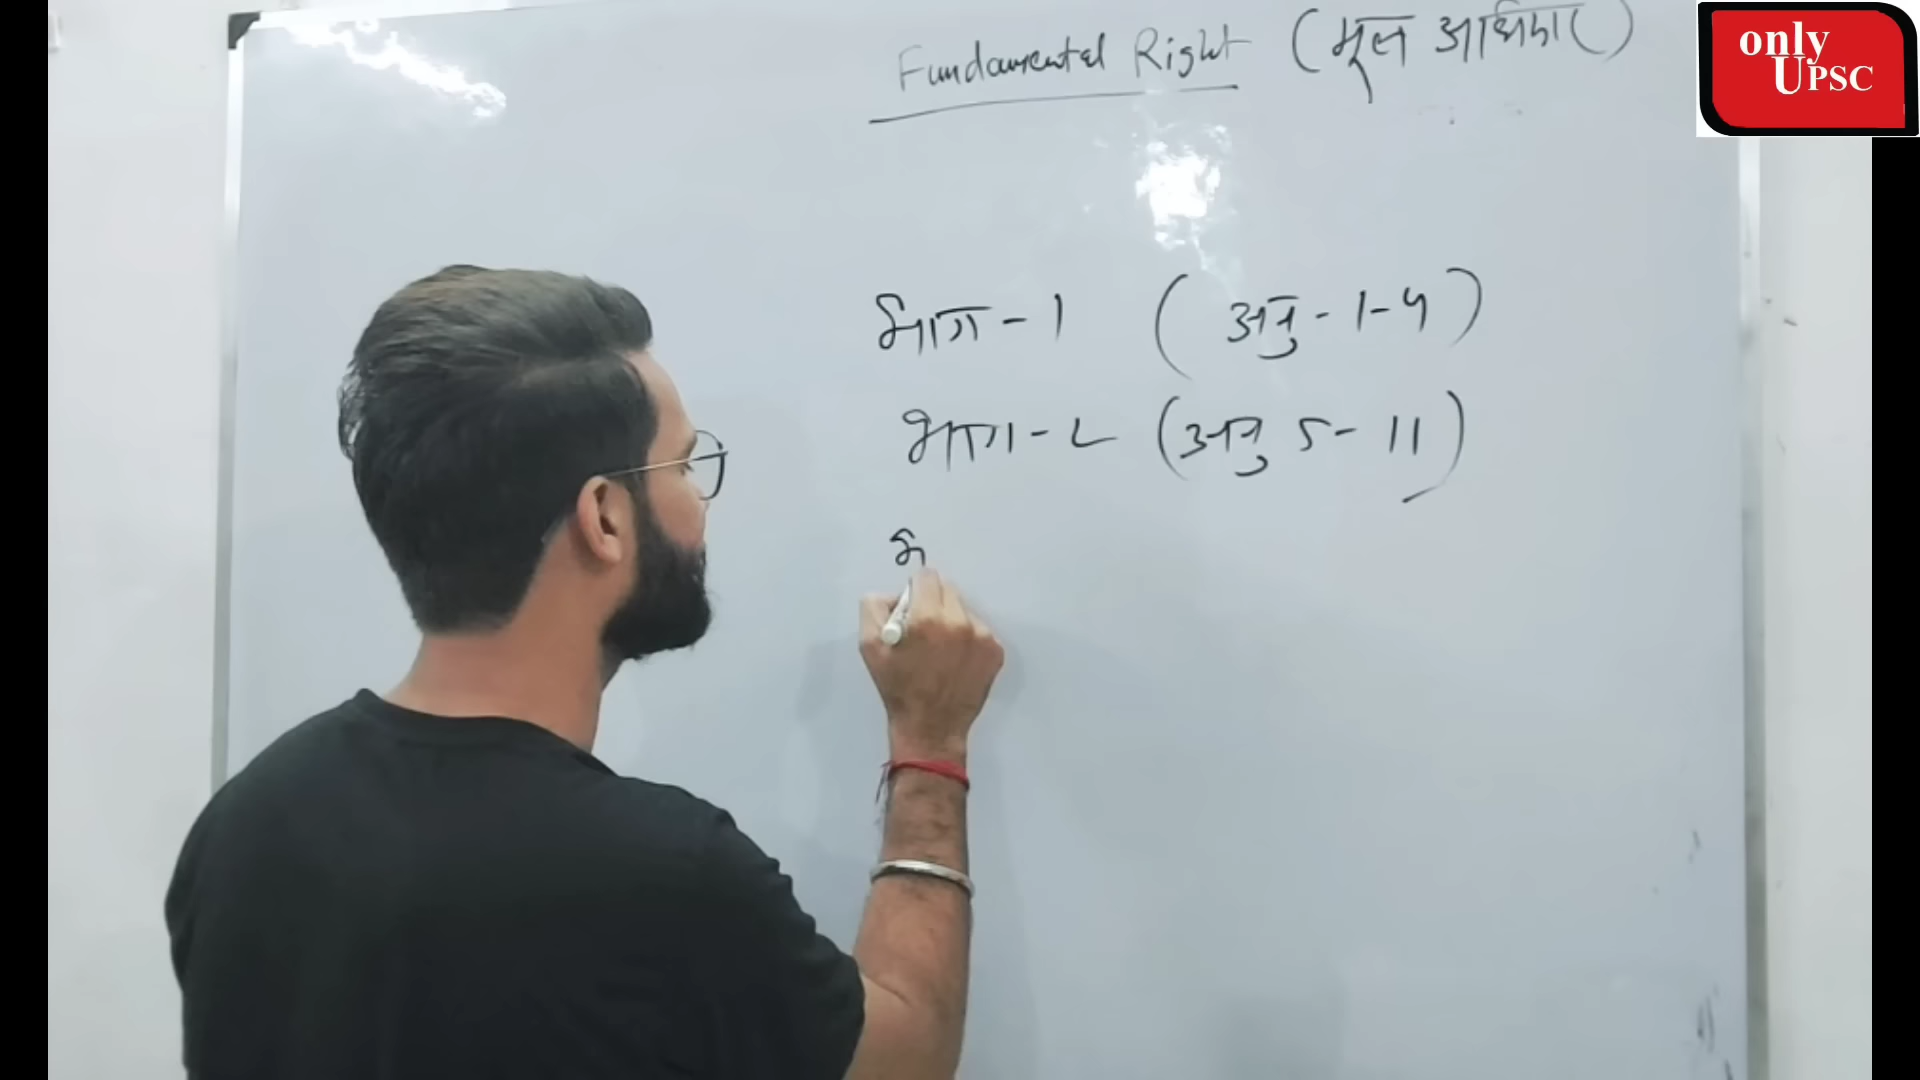 Fundamental Right (मूल अधिकार)
only
UPSC
भाग - 1 (अनु - 1-4)
भाग - 2 (अनु 5 - 11)
भ